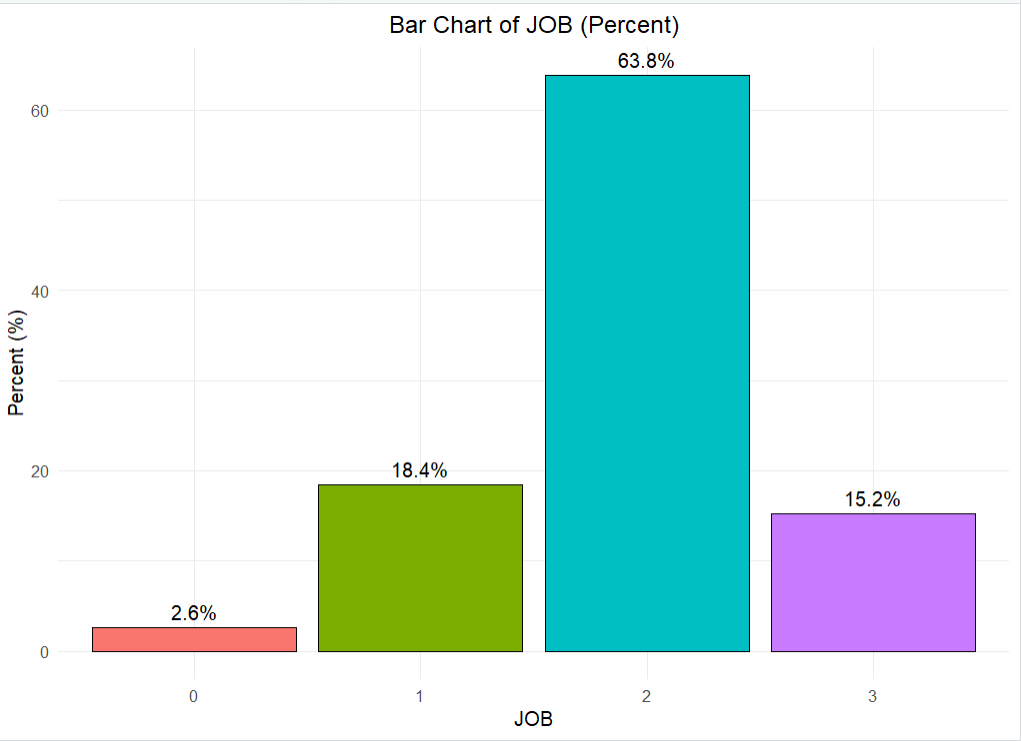 Bar Chart of JOB (Percent)
63.8%
60
40
Percent (%)
20
18.4%
15.2%
2.6%
0
0 1 2 3
JOB